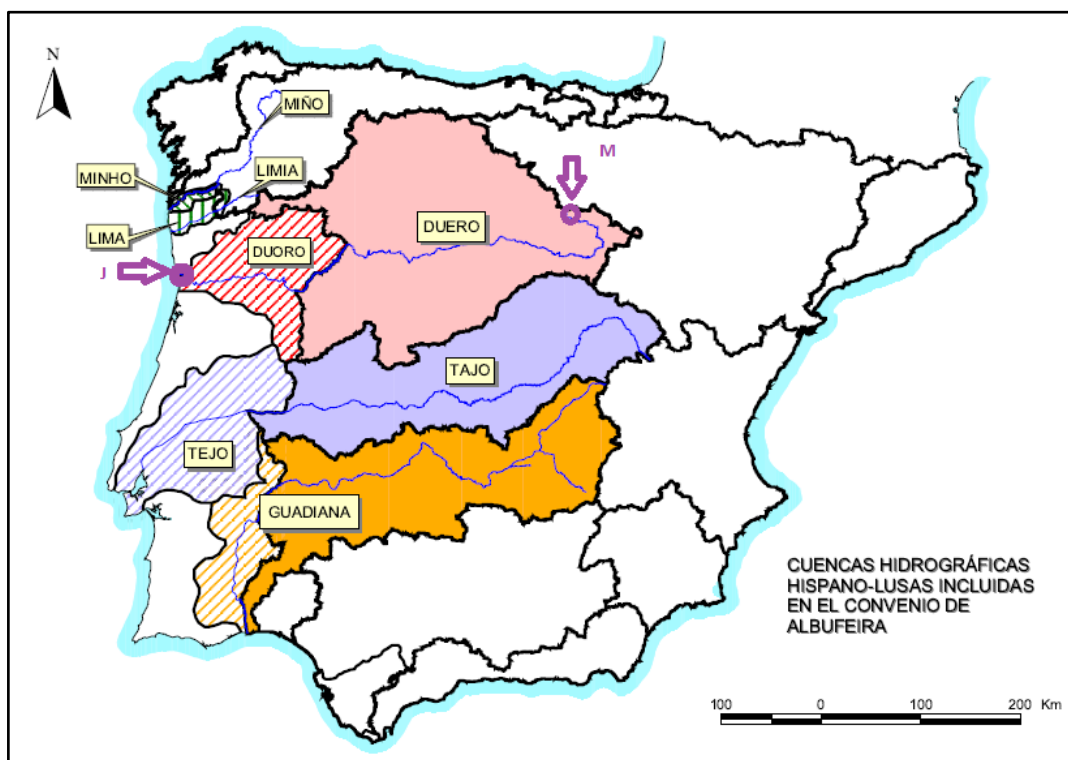 N
MIÑO
M
MINHO
LIMIA
LIMA
DUORO
DUERO
J
TAJO
TEJO
GUADIANA
CUENCAS HIDROGRÁFICAS
HISPANO-LUSAS INCLUIDAS
EN EL CONVENIO DE
ALBUFEIRA
100 0 100 200 Km